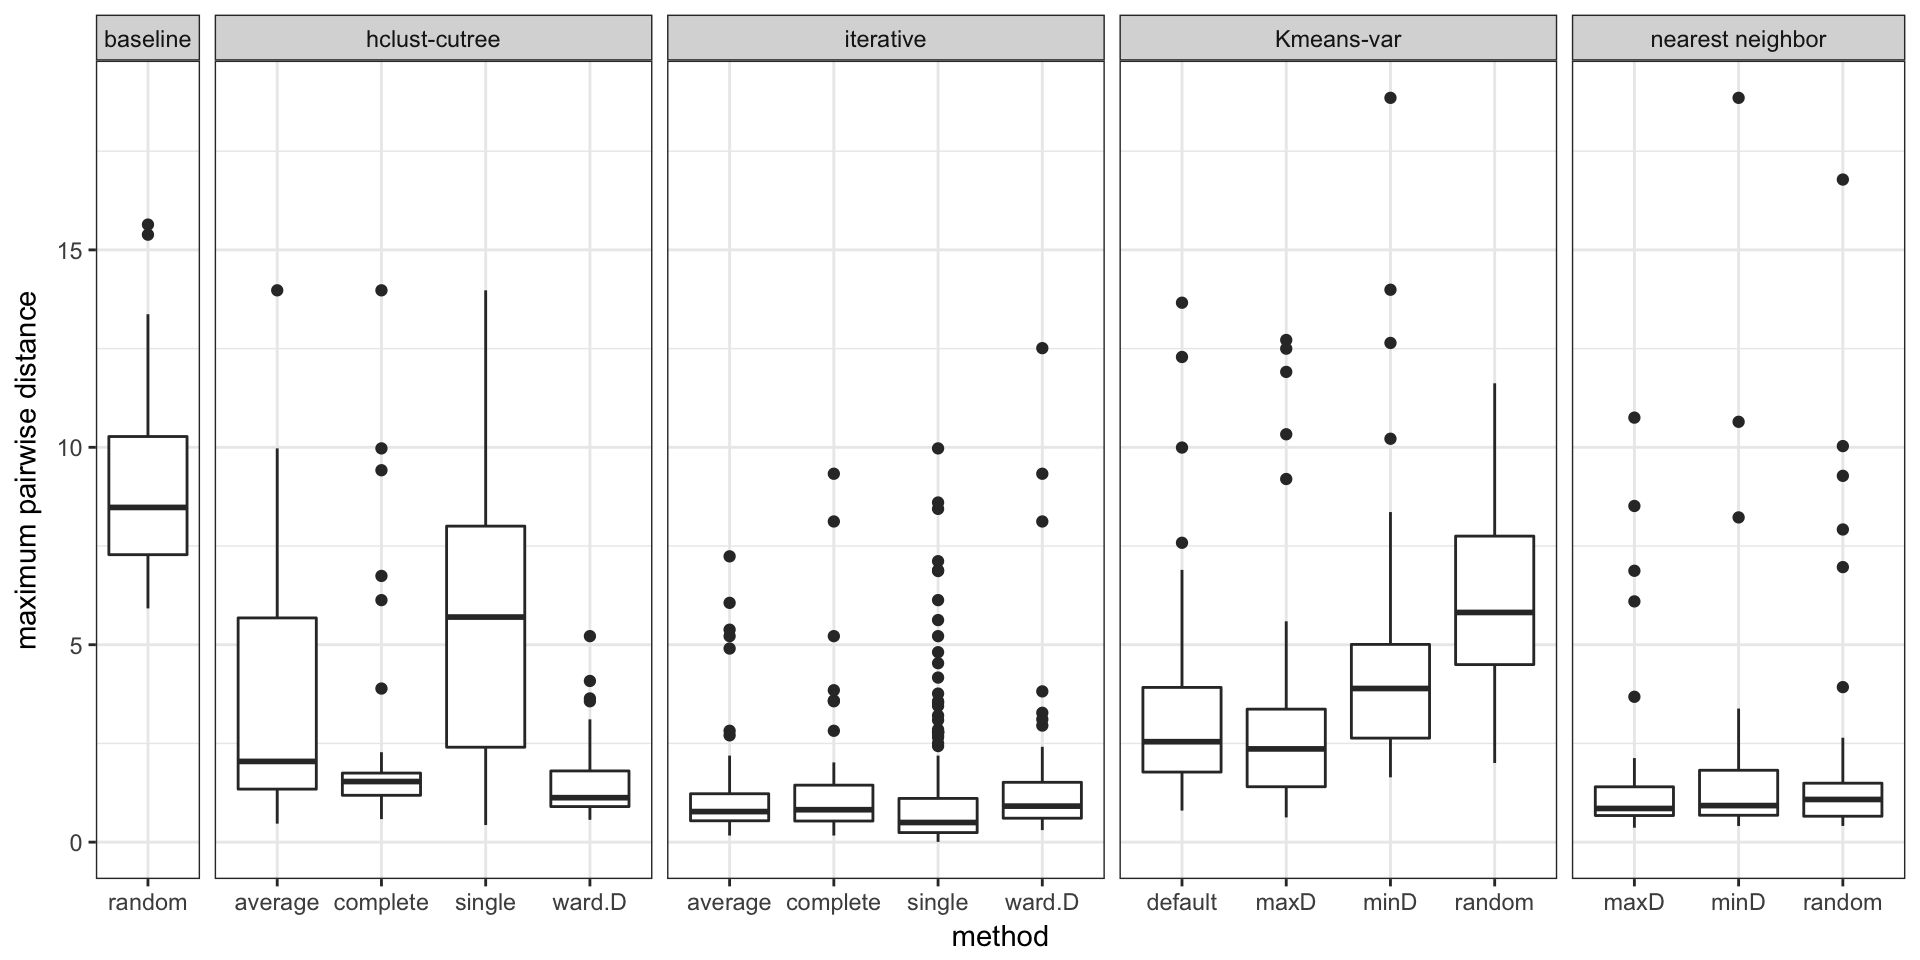 baseline
hclust-cutree
iterative
Kmeans-var
nearest neighbor
maximum pairwise distance
15
10
5
0
random
average complete single ward.D
average complete single ward.D
default maxD minD random
maxD minD random
method